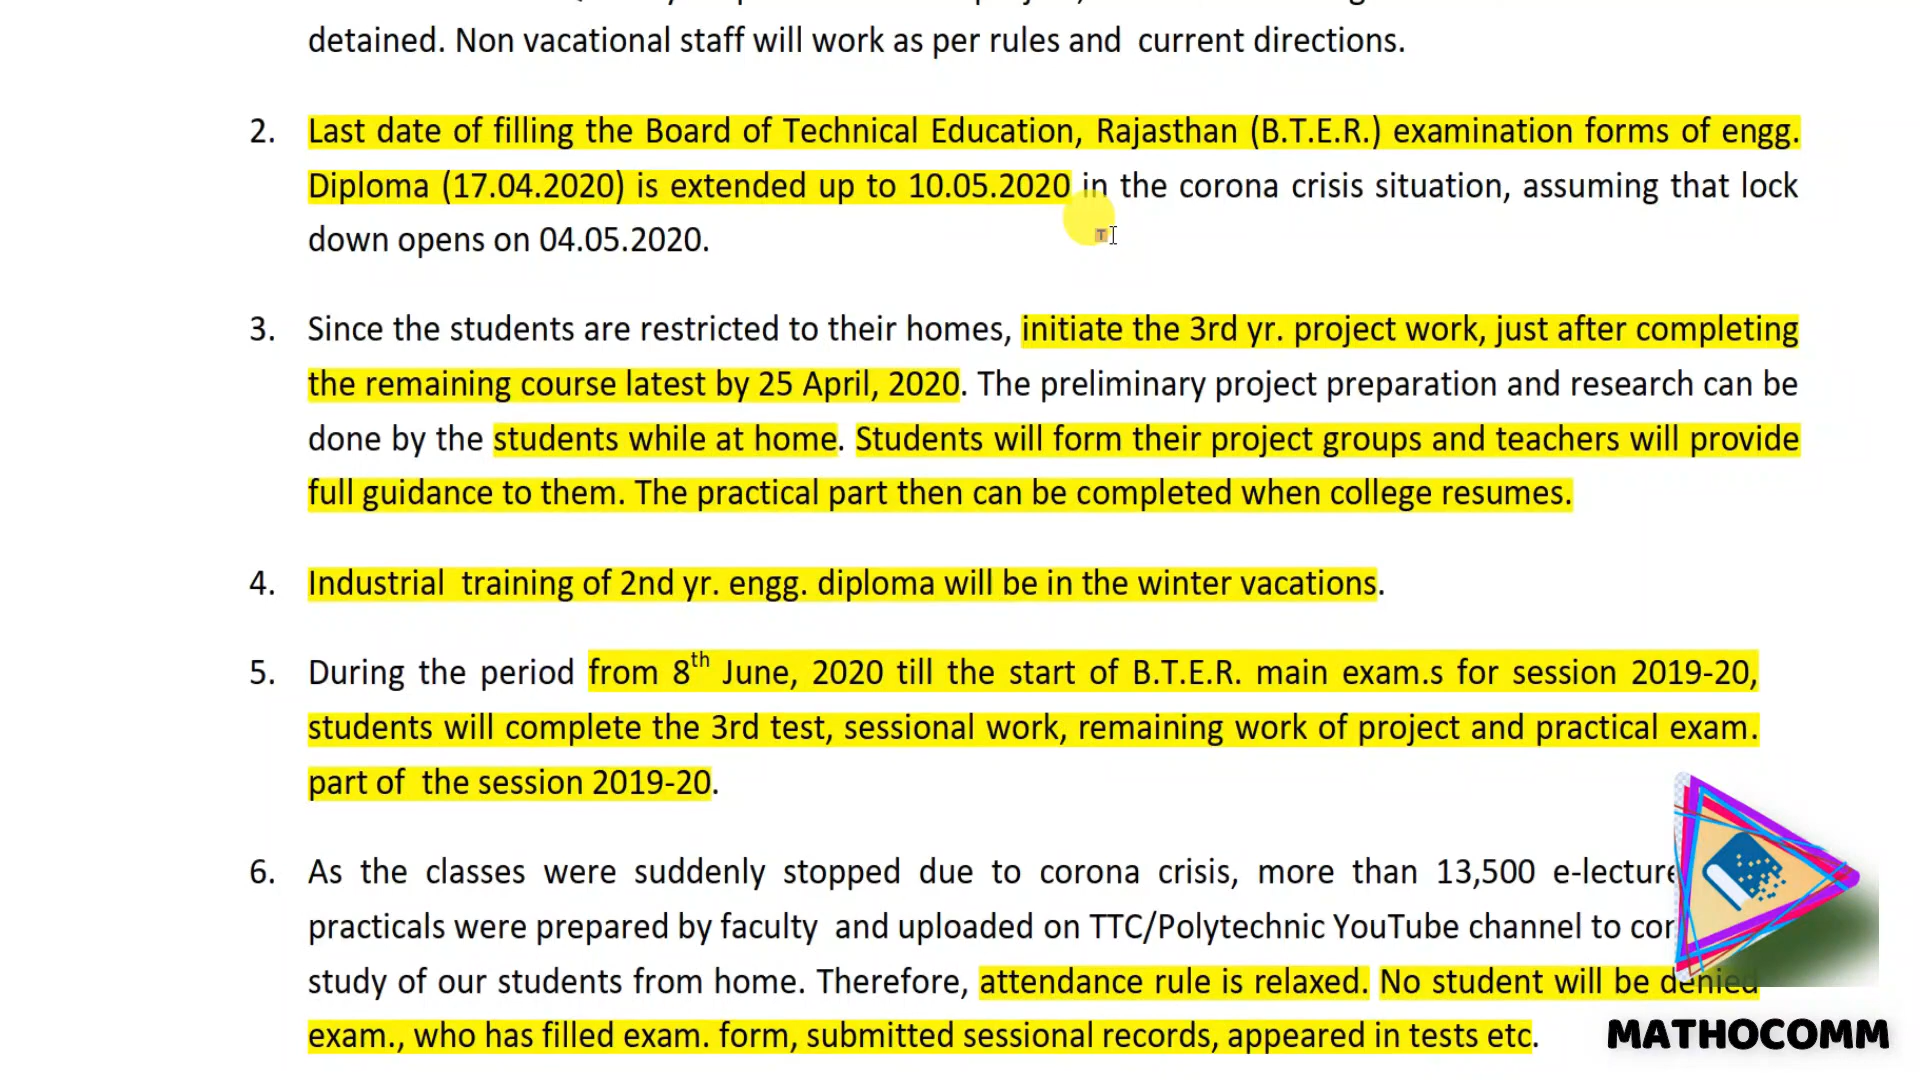 detained. Non vacational staff will work as per rules and current directions.
2. Last date of filling the Board of Technical Education, Rajasthan (B.T.E.R.) examination forms of engg.
Diploma (17.04.2020) is extended up to 10.05.2020 in the corona crisis situation, assuming that lock
down opens on 04.05.2020.
3. Since the students are restricted to their homes, initiate the 3rd yr. project work, just after completing
the remaining course latest by 25 April, 2020. The preliminary project preparation and research can be
done by the students while at home. Students will form their project groups and teachers will provide
full guidance to them. The practical part then can be completed when college resumes.
4. Industrial training of 2nd yr. engg. diploma will be in the winter vacations.
5. During the period from 8th June, 2020 till the start of B.T.E.R. main exam.s for session 2019-20,
students will complete the 3rd test, sessional work, remaining work of project and practical exam.
part of the session 2019-20.
6. As the classes were suddenly stopped due to corona crisis, more than 13,500 e-lecture
practicals were prepared by faculty and uploaded on TTC/Polytechnic YouTube channel to
study of our students from home. Therefore, attendance rule is relaxed. No student will be denied
exam., who has filled exam. form, submitted sessional records, appeared in tests etc.
MATHOCOMM